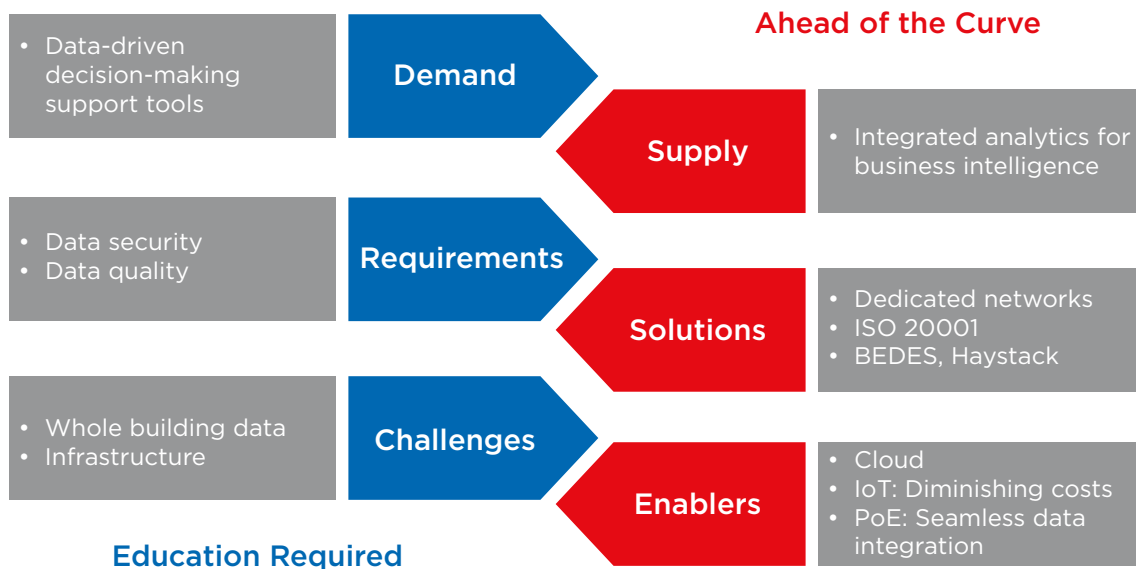 Ahead of the Curve
• Data-driven
decision-making
support tools
Demand
Supply
• Integrated analytics for
business intelligence
• Data security
• Data quality
Requirements
Solutions
• Dedicated networks
• ISO 20001
• BEDES, Haystack
• Whole building data
• Infrastructure
Challenges
Enablers
• Cloud
• IoT: Diminishing costs
• PoE: Seamless data
integration
Education Required